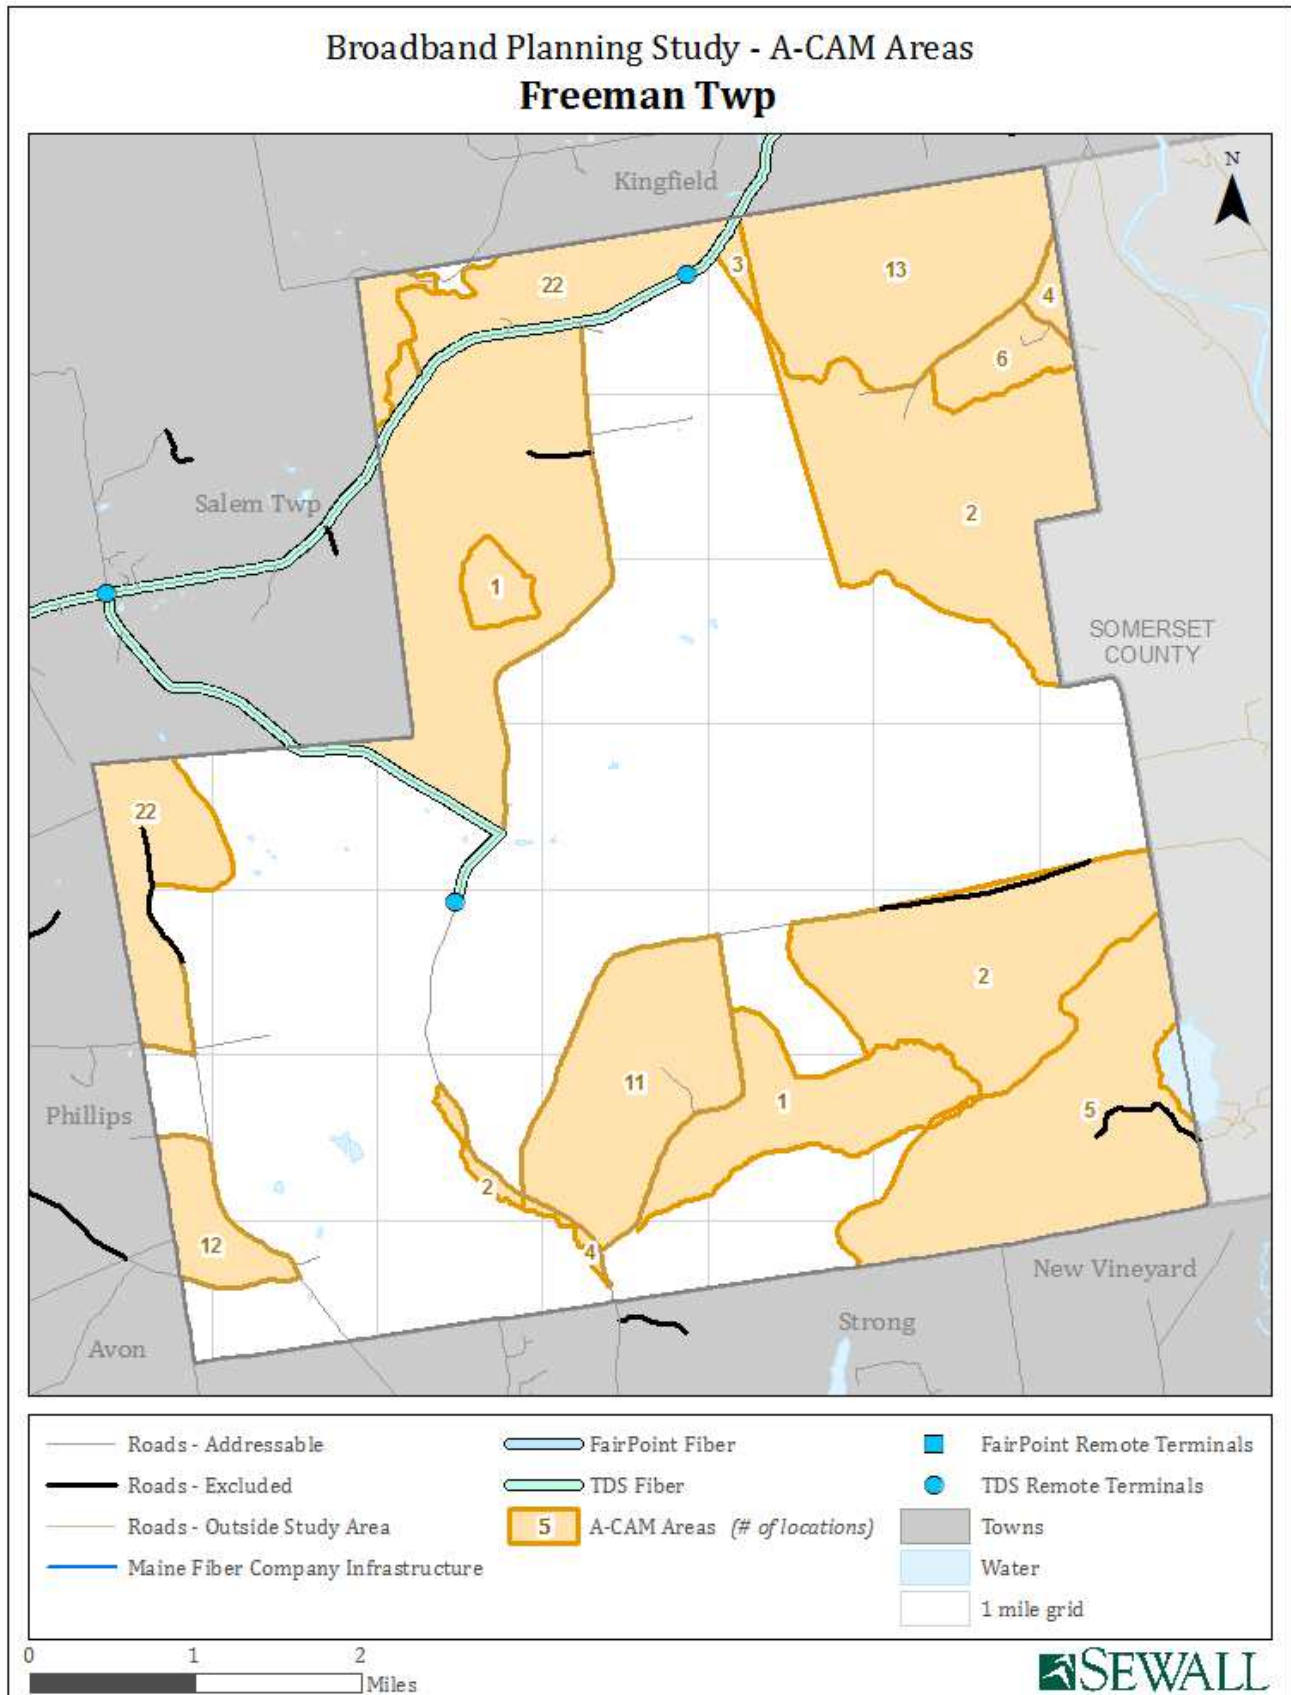 Broadband Planning Study - A-CAM Areas
Freeman Twp
Kingfield
N
3
13
22
4
6
Salem Twp
2
1
SOMERSET
COUNTY
22
2
11
1
5
Phillips
2
12
4
New Vineyard
Strong
Avon
Roads - Addressable
Roads - Excluded
Roads - Outside Study Area
Maine Fiber Company Infrastructure
FairPoint Fiber
TDS Fiber
5 A-CAM Areas (# of locations)
FairPoint Remote Terminals
TDS Remote Terminals
Towns
Water
1 mile grid
0 1 2
Miles
SEWALL